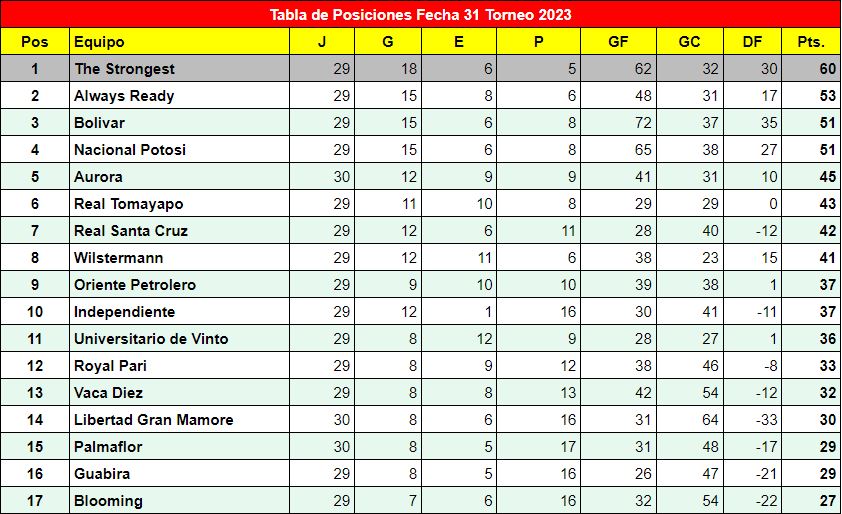 Tabla de Posiciones Fecha 31 Torneo 2023
Pos Equipo J G E P GF GC DF Pts.
1 The Strongest 29 18 6 5 62 32 30 60
2 Always Ready 29 15 8 6 48 31 17 53
3 Bolivar 29 15 6 8 72 37 35 51
4 Nacional Potosi 29 15 6 8 65 38 27 51
5 Aurora 30 12 9 9 41 31 10 45
6 Real Tomayapo 29 11 10 8 29 29 0 43
7 Real Santa Cruz 29 12 6 11 28 40 -12 42
8 Wilstermann 29 12 11 6 38 23 15 41
9 Oriente Petrolero 29 9 10 10 39 38 1 37
10 Independiente 29 12 1 16 30 41 -11 37
11 Universitario de Vinto 29 8 12 9 28 27 1 36
12 Royal Pari 29 8 9 12 38 46 -8 33
13 Vaca Diez 29 8 8 13 42 54 -12 32
14 Libertad Gran Mamore 30 8 6 16 31 64 -33 30
15 Palmaflor 30 8 5 17 31 48 -17 29
16 Guabira 29 8 5 16 26 47 -21 29
17 Blooming 29 7 6 16 32 54 -22 27